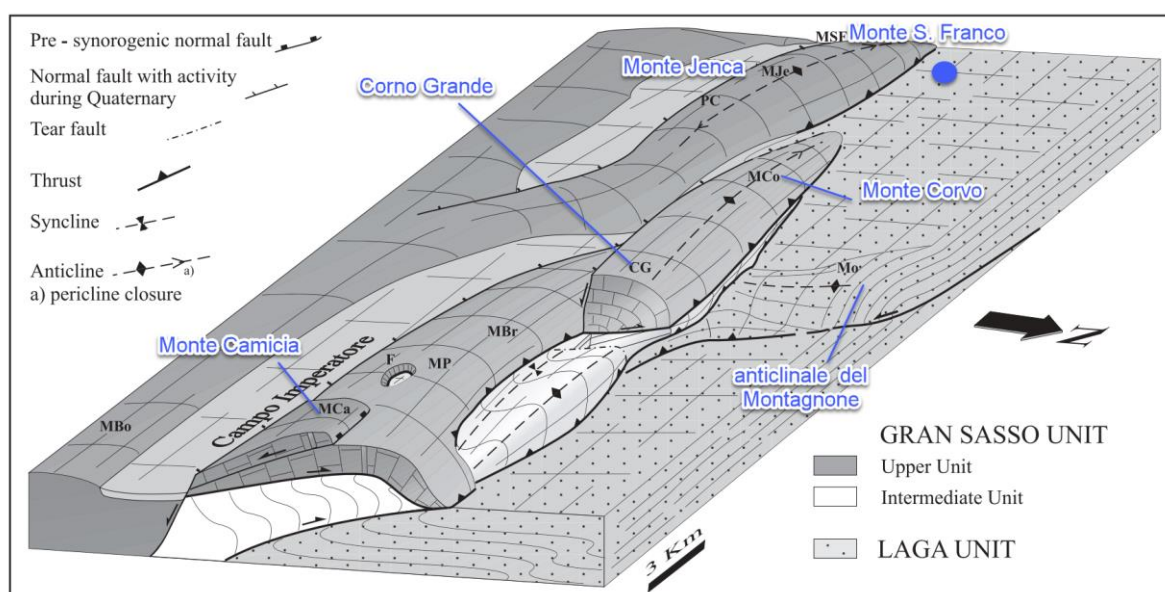 Pre - synorogenic normal fault
Normal fault with activity
during Quaternary
Tear fault
Thrust
Syncline
Anticline
a)
a) pericline closure
Monte S. Franco
MSF
Monte Jenca
MJe
Corno Grande
PC
MCo
Monte Corvo
CG
Mo
Monte Camicia
MBr
F
MP
Campo Imperatore
MCa
MBo
anticlinale del
Montagnone
N
3 Km
GRAN SASSO UNIT
Upper Unit
Intermediate Unit
LAGA UNIT